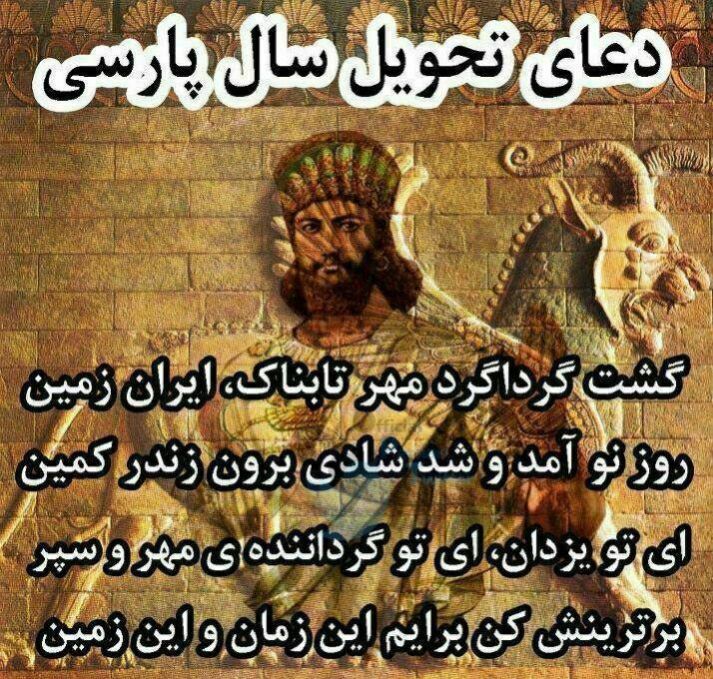 دعای تحویل سال پارسی
گشت گرداگرد مهر تابناک، ایران زمین
روز نو آمد و شد شادی برون زندر کمین
ای تو یزدان، ای تو گرداننده ی مهر و سپر
برترینش کن برایم این زمان و این زمین